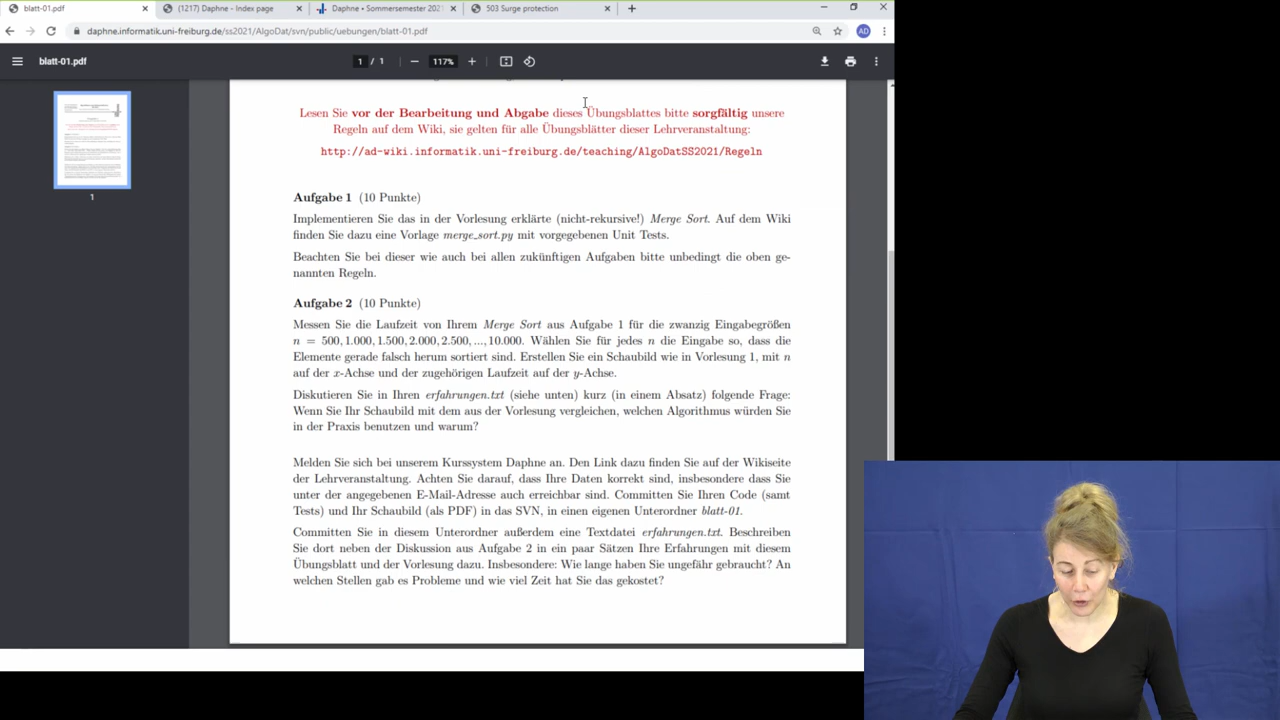 blatt-01.pdf
(1217) Daphne - Index page
Daphne • Sommersemester 202
503 Surge protection
daphne.informatik.uni-freiburg.de/ss2021/AlgoDat/svn/public/uebungen/blatt-01.pdf
AD
blatt-01.pdf
1 / 1
117%
1
Lesen Sie vor der Bearbeitung und Abgabe dieses Übungsblattes bitte sorgfältig unsere
Regeln auf dem Wiki, sie gelten für alle Übungsblätter dieser Lehrveranstaltung:
http://ad-wiki.informatik.uni-freiburg.de/teaching/AlgoDatSS2021/Regeln
Aufgabe 1 (10 Punkte)
Implementieren Sie das in der Vorlesung erklärte (nicht-rekursive!) Merge Sort. Auf dem Wiki
finden Sie dazu eine Vorlage merge_sort.py mit vorgegebenen Unit Tests.
Beachten Sie bei dieser wie auch bei allen zukünftigen Aufgaben bitte unbedingt die oben ge-
nannten Regeln.
Aufgabe 2 (10 Punkte)
Messen Sie die Laufzeit von Ihrem Merge Sort aus Aufgabe 1 für die zwanzig Eingabegrößen
n = 500, 1.000, 1.500, 2.000, 2.500, ..., 10.000. Wählen Sie für jedes n die Eingabe so, dass die
Elemente gerade falsch herum sortiert sind. Erstellen Sie ein Schaubild wie in Vorlesung 1, mit n
auf der x-Achse und der zugehörigen Laufzeit auf der y-Achse.
Diskutieren Sie in Ihren erfahrungen.txt (siehe unten) kurz (in einem Absatz) folgende Frage:
Wenn Sie Ihr Schaubild mit dem aus der Vorlesung vergleichen, welchen Algorithmus würden Sie
in der Praxis benutzen und warum?
Melden Sie sich bei unserem Kurssystem Daphne an. Den Link dazu finden Sie auf der Wikiseite
der Lehrveranstaltung. Achten Sie darauf, dass Ihre Daten korrekt sind, insbesondere dass Sie
unter der angegebenen E-Mail-Adresse auch erreichbar sind. Committen Sie Ihren Code (samt
Tests) und Ihr Schaubild (als PDF) in das SVN, in einen eigenen Unterordner blatt-01.
Committen Sie in diesem Unterordner außerdem eine Textdatei erfahrungen.txt. Beschreiben
Sie dort neben der Diskussion aus Aufgabe 2 in ein paar Sätzen Ihre Erfahrungen mit diesem
Übungsblatt und der Vorlesung dazu. Insbesondere: Wie lange haben Sie ungefähr gebraucht? An
welchen Stellen gab es Probleme und wie viel Zeit hat Sie das gekostet?